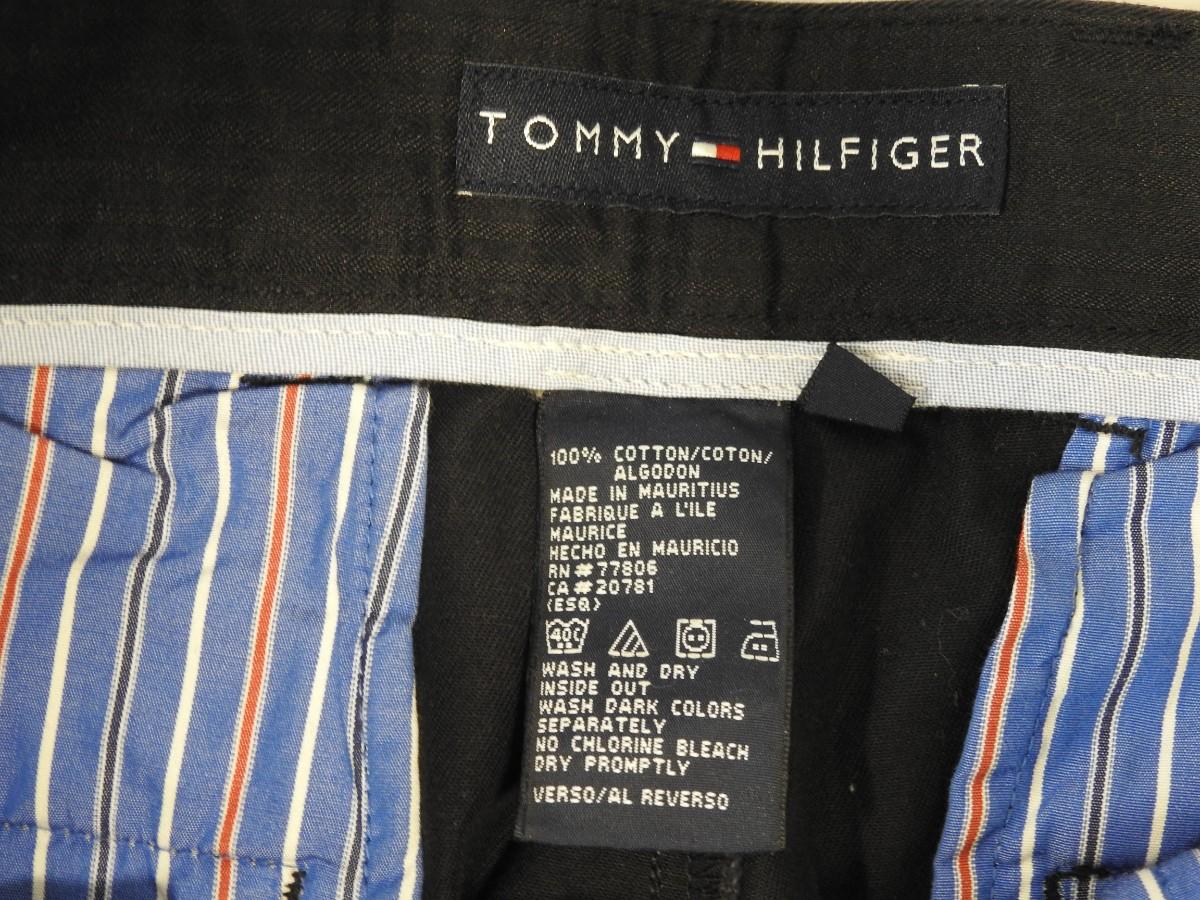 TOMMY HILFIGER
100% COTTON/COTON/
ALGODON
MADE IN MAURITIUS
FABRIQUE A L'ILE
MAURICE
HECHO EN MAURICIO
RN#77806
CA#20781
(ESQ)
40C
WASH AND DRY
INSIDE OUT
WASH DARK COLORS
SEPARATELY
NO CHLORINE BLEACH
DRY PROMPTLY
VERSO/AL REVERSO